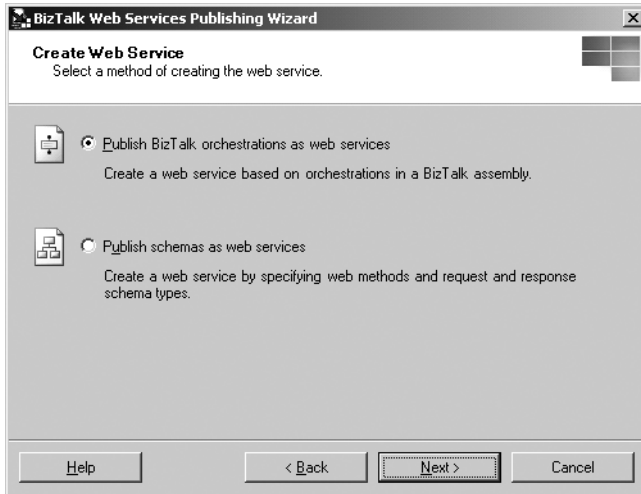 BizTalk Web Services Publishing Wizard
Create Web Service
Select a method of creating the web service.
Publish BizTalk orchestrations as web services
Create a web service based on orchestrations in a BizTalk assembly.
Publish schemas as web services
Create a web service by specifying web methods and request and response
schema types.
Help < Back Next > Cancel